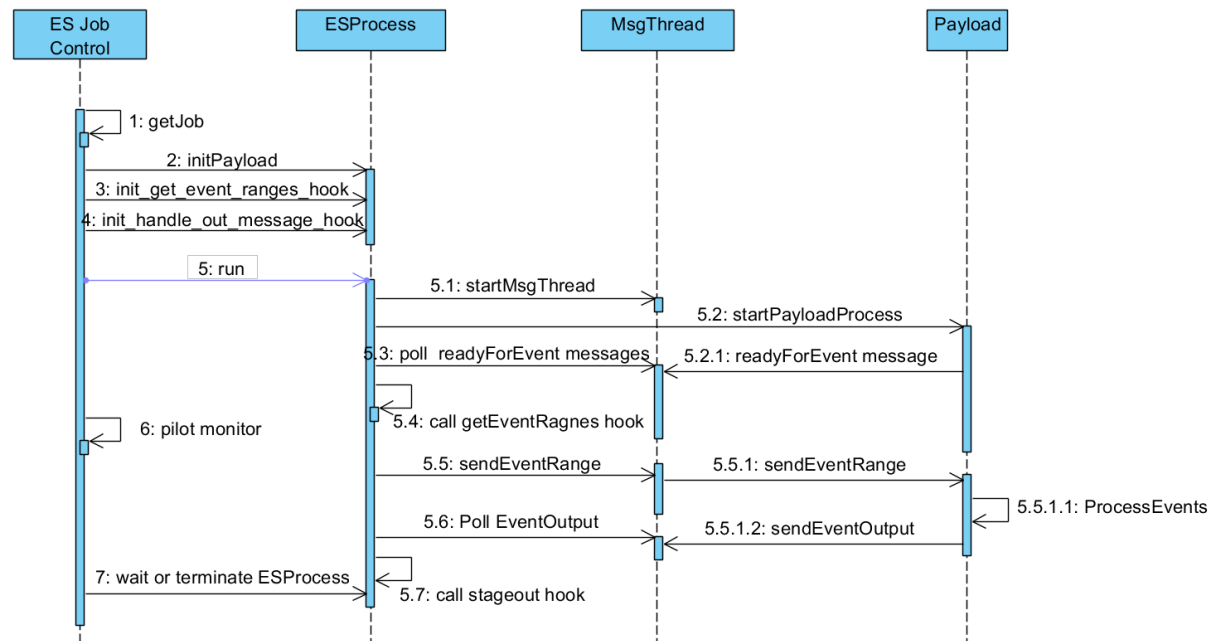 ES Job
Control
ESProcess
MsgThread
Payload
1: getJob
2: initPayload
3: init_get_event_ranges_hook
4: init_handle_out_message_hook
5: run
5.1: startMsgThread
5.2: startPayloadProcess
5.3: poll  readyForEvent messages
5.2.1: readyForEvent message
5.4: call getEventRagnes hook
6: pilot monitor
5.5: sendEventRange
5.5.1: sendEventRange
5.5.1.1: ProcessEvents
5.6: Poll EventOutput
5.5.1.2: sendEventOutput
7: wait or terminate ESProcess
5.7: call stageout hook